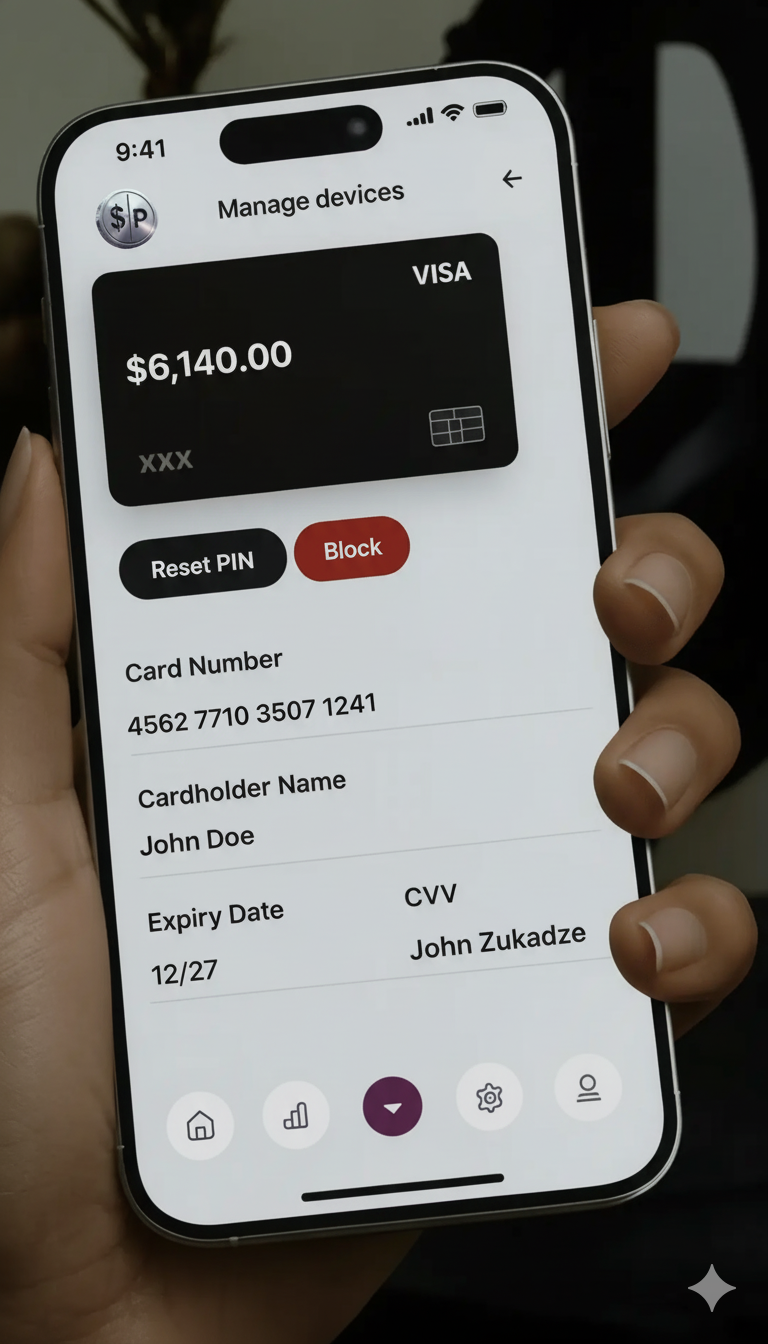 9:41
$ P
Manage devices
VISA
$6,140.00
XXX
Reset PIN
Block
Card Number
4562 7710 3507 1241
Cardholder Name
John Doe
Expiry Date
CVV
12/27
John Zukadze